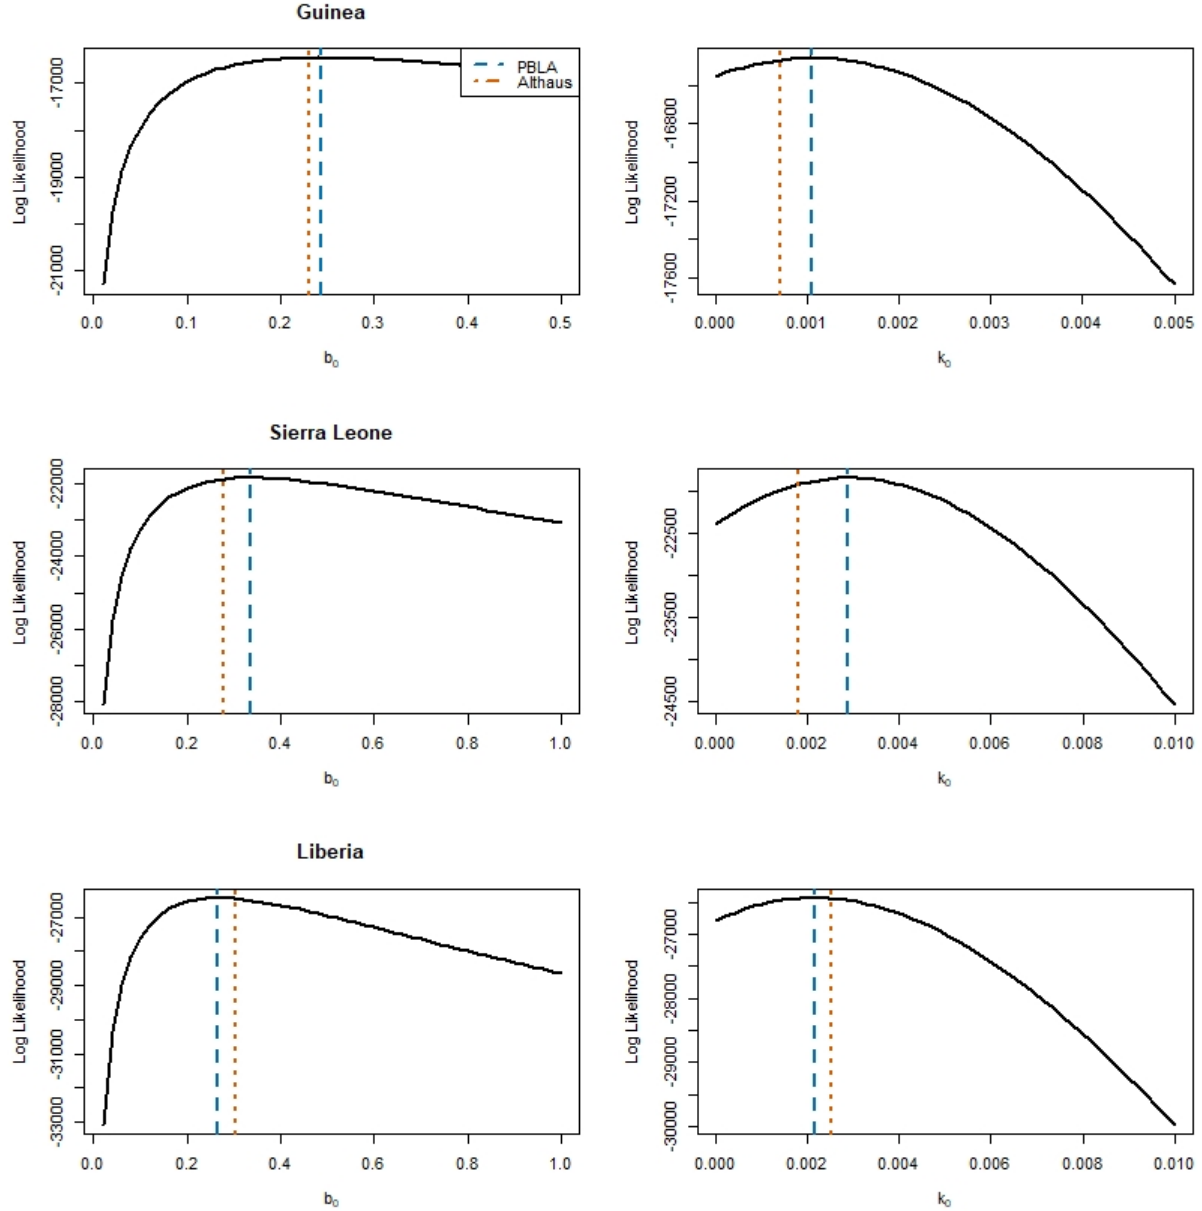 Guinea
Log Likelihood
-17000
-19000
-21000
0.0 0.1 0.2 0.3 0.4 0.5
b₀
PBLA
Althaus
Log Likelihood
-16800
-17200
-17600
0.000 0.001 0.002 0.003 0.004 0.005
k₀
Sierra Leone
Log Likelihood
-22000
-24000
-26000
-28000
0.0 0.2 0.4 0.6 0.8 1.0
b₀
Log Likelihood
-22500
-23500
-24500
0.000 0.002 0.004 0.006 0.008 0.010
k₀
Liberia
Log Likelihood
-27000
-29000
-31000
-33000
0.0 0.2 0.4 0.6 0.8 1.0
b₀
Log Likelihood
-27000
-28000
-29000
-30000
0.000 0.002 0.004 0.006 0.008 0.010
k₀